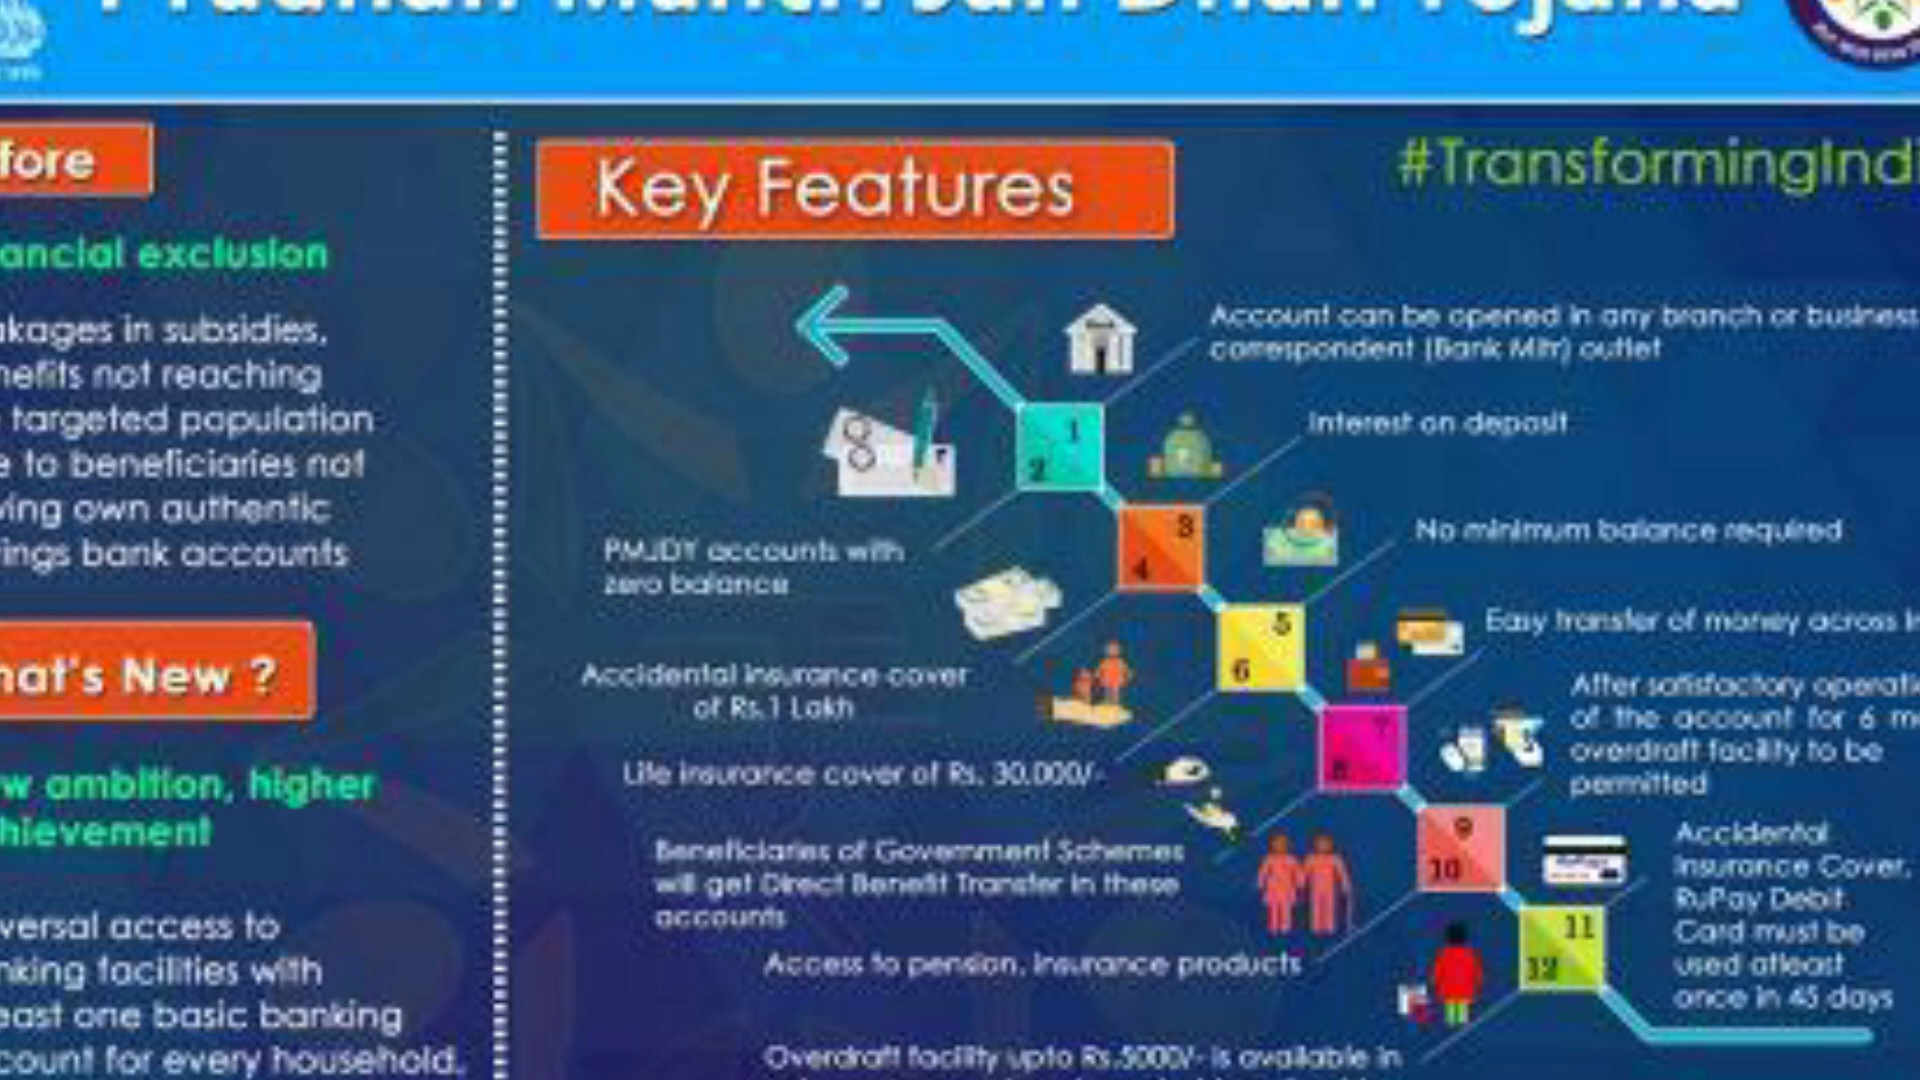 Pradhan Mantri Jan Dhan Yojana
fore
ancial exclusion
kages in subsidies,
nefits not reaching
targeted population
e to beneficiaries not
ving own authentic
ings bank accounts
hat's New ?
w ambition, higher
hievement
versal access to
nking facilities with
east one basic banking
count for every household.
Key Features
#TransformingIndi
Account can be opened in any branch or business
correspondent (Bank Mitr) outlet
1
2
Interest on deposit
3
4
PMJDY accounts with
zero balance
No minimum balance required
5
6
Accidental insurance cover
of Rs.1 Lakh
Easy transfer of money across In
7
8
Life insurance cover of Rs. 30,000/-
After satisfactory operati
of the account for 6 m
overdraft facility to be
permitted
9
10
Beneficiaries of Government Schemes
will get Direct Benefit Transfer in these
accounts
Accidental
Insurance Cover,
RuPay Debit
Card must be
used atleast
once in 45 days
11
12
Access to pension, insurance products
Overdraft facility upto Rs.5000/- is available in